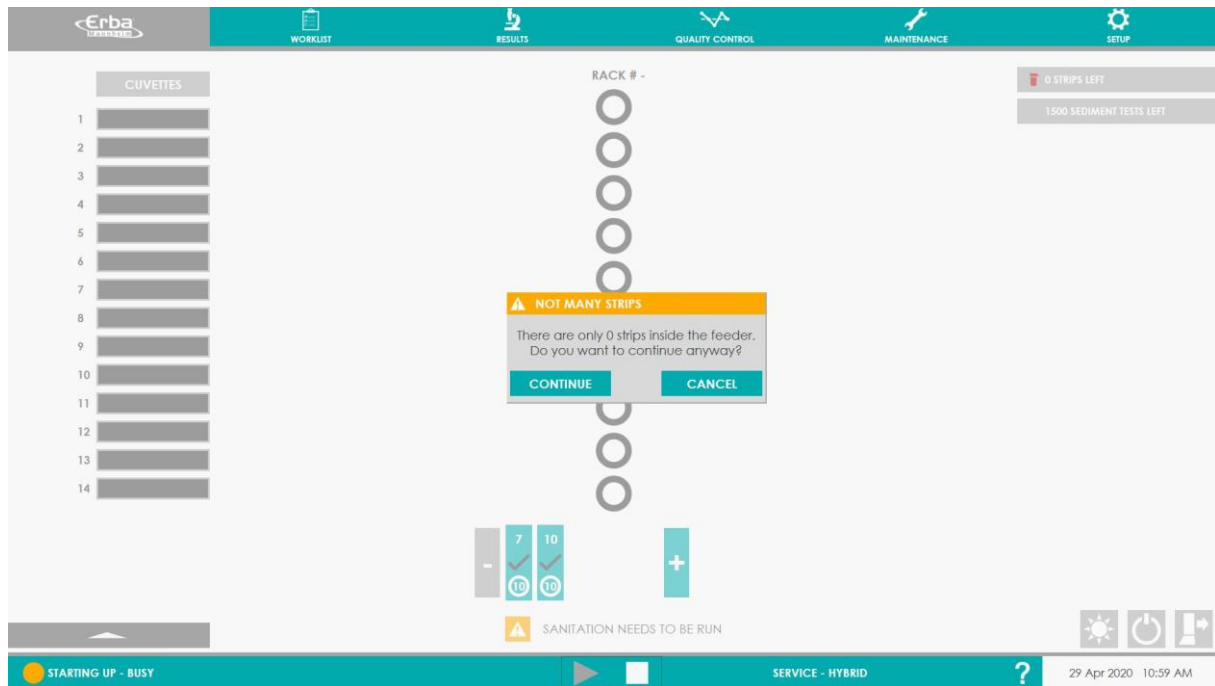 Erba
Mannheim
WORKLIST
RESULTS
QUALITY CONTROL
MAINTENANCE
SETUP
CUVETTES
RACK # -
0 STRIPS LEFT
1500 SEDIMENT TESTS LEFT
1
2
3
4
5
6
7
8
9
10
11
12
13
14
NOT MANY STRIPS
There are only 0 strips inside the feeder.
Do you want to continue anyway?
CONTINUE
CANCEL
-
7
10
10
10
+
SANITATION NEEDS TO BE RUN
STARTING UP - BUSY
SERVICE - HYBRID
?
29 Apr 2020 10:59 AM